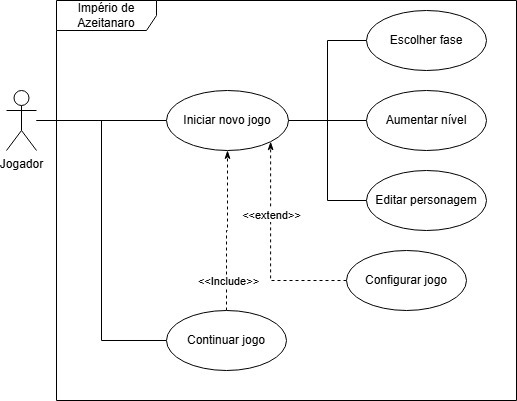 Império de
Azeitanaro
Escolher fase
Iniciar novo jogo
Aumentar nível
Jogador
Editar personagem
<<extend>>
<<Include>>
Configurar jogo
Continuar jogo